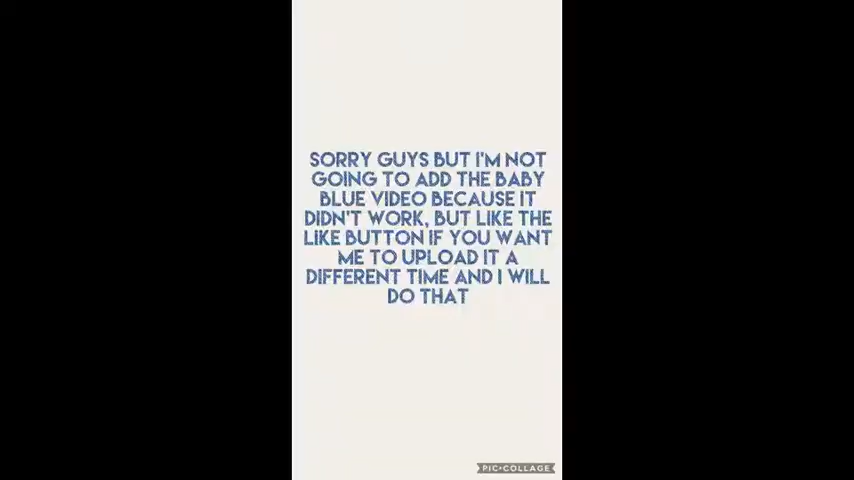 SORRY GUYS BUT I'M NOT
GOING TO ADD THE BABY
BLUE VIDEO BECAUSE IT
DIDN'T WORK, BUT LIKE THE
LIKE BUTTON IF YOU WANT
ME TO UPLOAD IT A
DIFFERENT TIME AND I WILL
DO THAT
PIC•COLLAGE